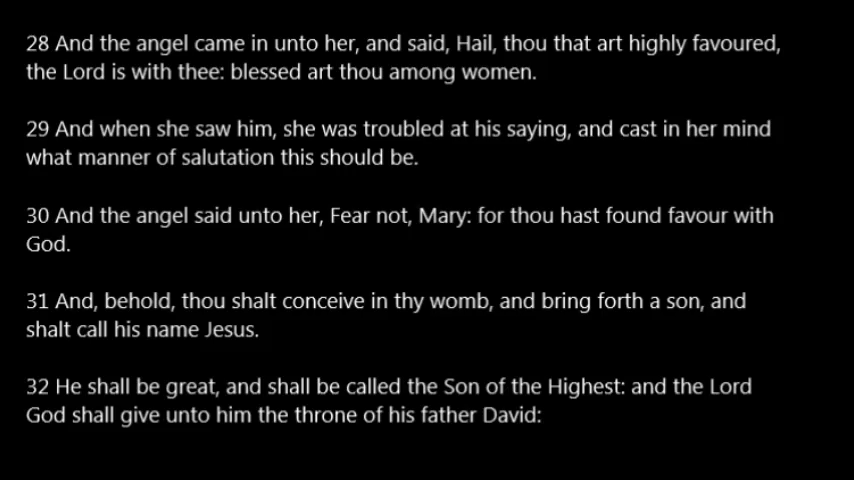 28 And the angel came in unto her, and said, Hail, thou that art highly favoured,
the Lord is with thee: blessed art thou among women.
29 And when she saw him, she was troubled at his saying, and cast in her mind
what manner of salutation this should be.
30 And the angel said unto her, Fear not, Mary: for thou hast found favour with
God.
31 And, behold, thou shalt conceive in thy womb, and bring forth a son, and
shalt call his name Jesus.
32 He shall be great, and shall be called the Son of the Highest: and the Lord
God shall give unto him the throne of his father David: